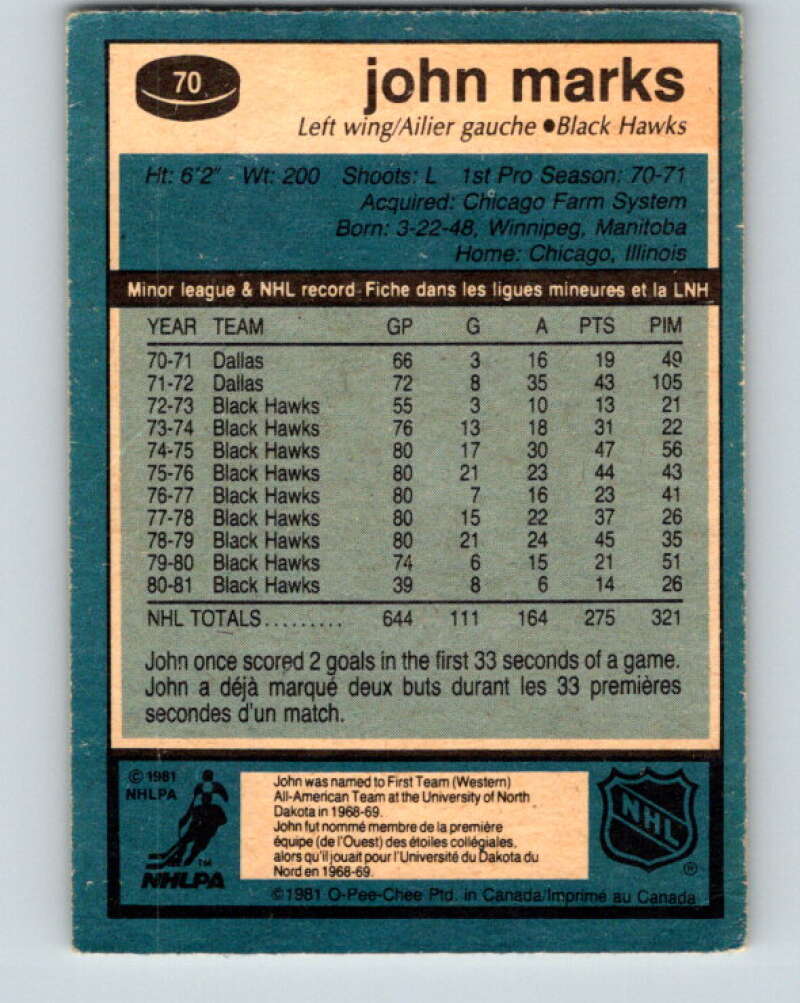 70
john marks
Left wing/Ailier gauche ●Black Hawks
Ht: 6'2" - Wt: 200 Shoots: L 1st Pro Season: 70-71
Acquired: Chicago Farm System
Born: 3-22-48, Winnipeg, Manitoba
Home: Chicago, Illinois
Minor league & NHL record-Fiche dans les ligues mineures et la LNH
YEAR TEAM GP G A PTS PIM
70-71 Dallas 66 3 16 19 49
71-72 Dallas 72 8 35 43 105
72-73 Black Hawks 55 3 10 13 21
73-74 Black Hawks 76 13 18 31 22
74-75 Black Hawks 80 17 30 47 56
75-76 Black Hawks 80 21 23 44 43
76-77 Black Hawks 80 7 16 23 41
77-78 Black Hawks 80 15 22 37 26
78-79 Black Hawks 80 21 24 45 35
79-80 Black Hawks 74 6 15 21 51
80-81 Black Hawks 39 8 6 14 26
NHL TOTALS......... 644 111 164 275 321
John once scored 2 goals in the first 33 seconds of a game.
John a déjà marqué deux buts durant les 33 premières
secondes d'un match.
© 1981
NHLPA
TM
NHLPA
John was named to First Team (Western)
All-American Team at the University of North
Dakota in 1968-69.
John fut nommé membre de la première
équipe (de l'Ouest) des étoiles collégiales,
alors qu'il jouait pour l'Université du Dakota du
Nord en 1968-69.
NHL
®
©1981 O-Pee-Chee Ptd. in Canada/Imprimé au Canada